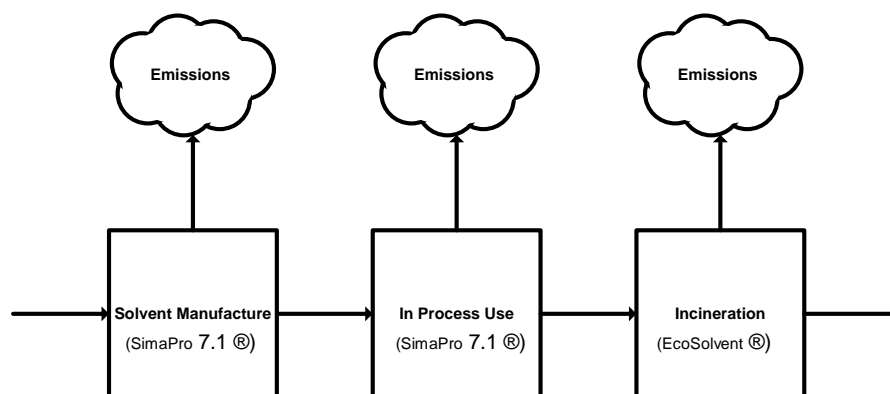 Emissions
Emissions
Emissions
Solvent Manufacture
(SimaPro 7.1 ®)
In Process Use
(SimaPro 7.1 ®)
Incineration
(EcoSolvent ®)